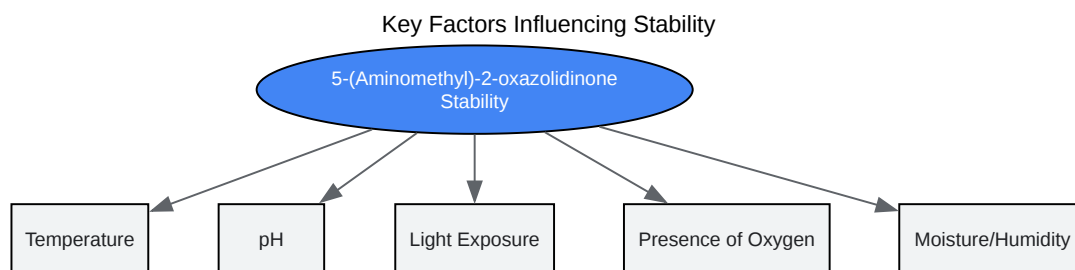 Key Factors Influencing Stability
5-(Aminomethyl)-2-oxazolidinone
Stability
Temperature
pH
Light Exposure
Presence of Oxygen
Moisture/Humidity